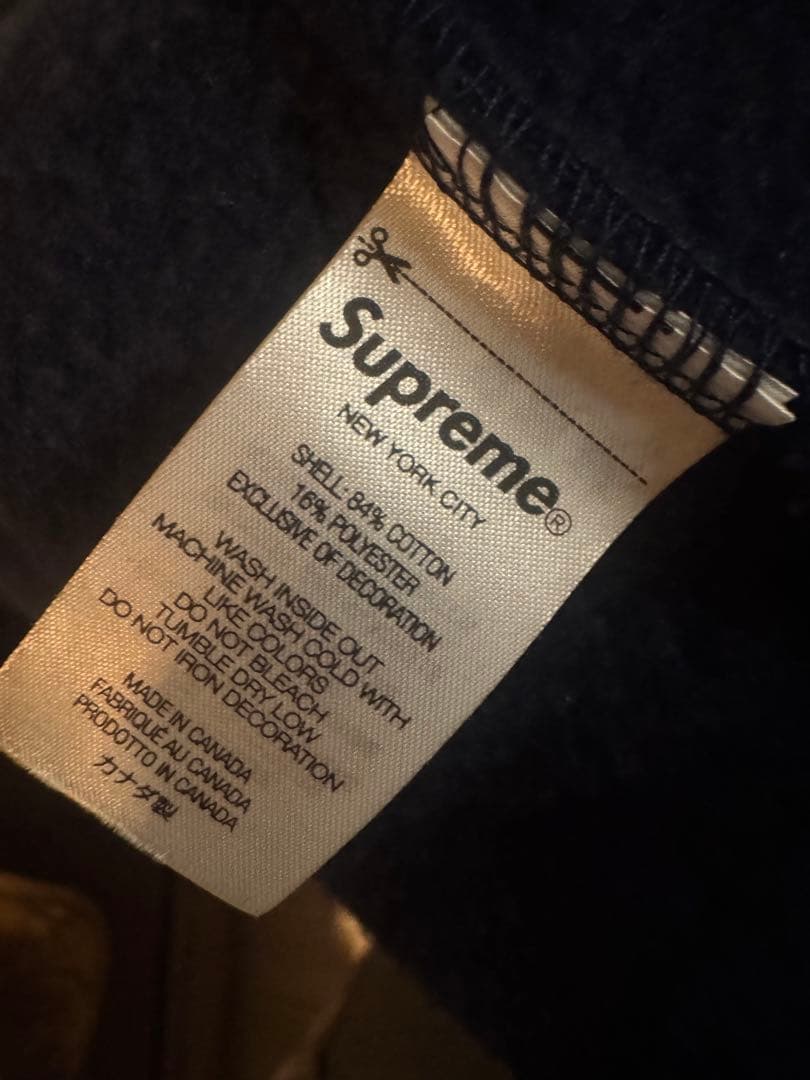 Supreme®
NEW YORK CITY
SHELL: 84% COTTON
16% POLYESTER
EXCLUSIVE OF DECORATION
WASH INSIDE OUT
MACHINE WASH COLD WITH
LIKE COLORS
DO NOT BLEACH
TUMBLE DRY LOW
DO NOT IRON DECORATION
MADE IN CANADA
FABRIQUÉ AU CANADA
PRODOTTO IN CANADA
カナダ製